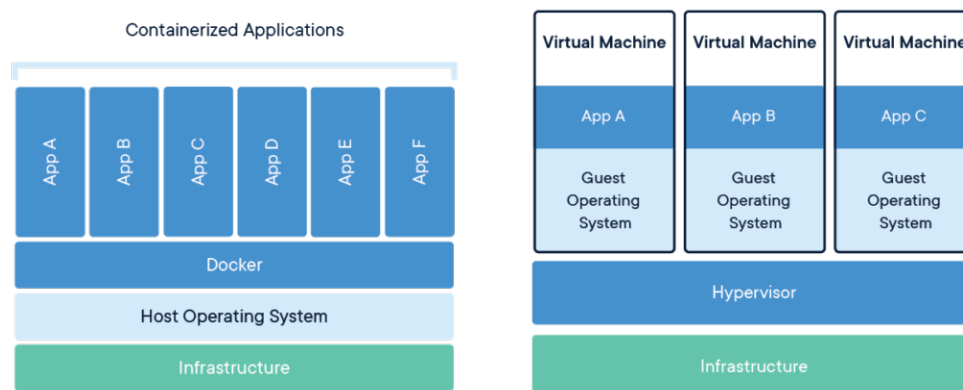 Containerized Applications
App A
App B
App C
App D
App E
App F
Docker
Host Operating System
Infrastructure
Virtual Machine
App A
Guest
Operating
System
Virtual Machine
App B
Guest
Operating
System
Virtual Machine
App C
Guest
Operating
System
Hypervisor
Infrastructure